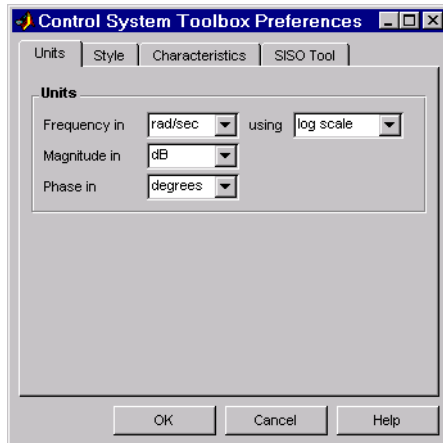 Control System Toolbox Preferences
Units Style Characteristics SISO Tool
Units
Frequency in rad/sec using log scale
Magnitude in dB
Phase in degrees
OK Cancel Help